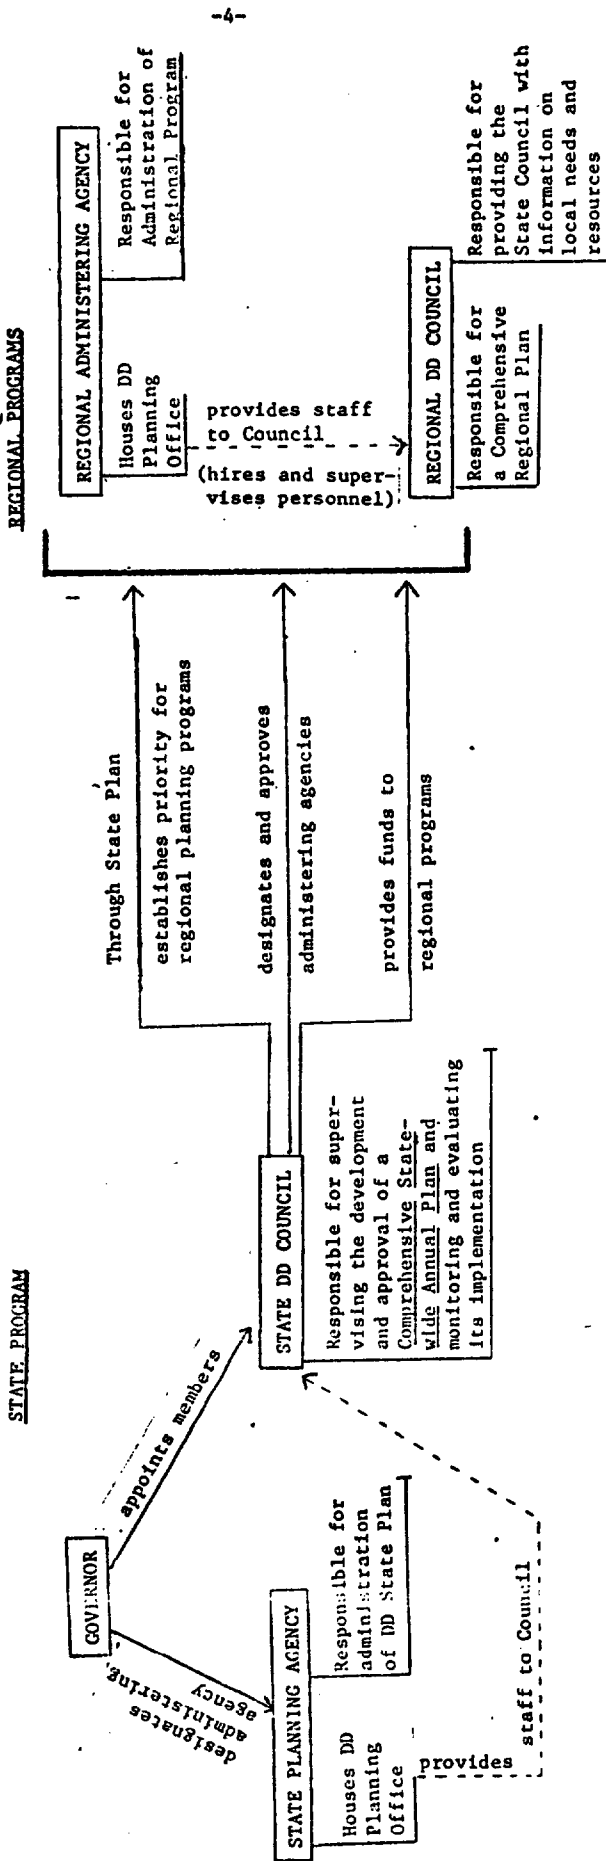 -4-
STATE PROGRAM
GOVERNOR
designates
administering
agency
appoints members
STATE PLANNING AGENCY
Houses DD
Planning
Office
Responsible for
administration
of DD State Plan
provides
staff to Council
STATE DD COUNCIL
Responsible for super-
vising the development
and approval of a
Comprehensive State-
wide Annual Plan and
monitoring and evaluating
its implementation
Through State Plan
establishes priority for
regional planning programs
designates and approves
administering agencies
provides funds to
regional programs
REGIONAL PROGRAMS
REGIONAL ADMINISTERING AGENCY
Houses DD
Planning
Office
Responsible for
Administration of
Regional Program
provides staff
to Council
(hires and super-
vises personnel)
REGIONAL DD COUNCIL
Responsible for
a Comprehensive
Regional Plan
Responsible for
providing the
State Council with
information on
local needs and
resources